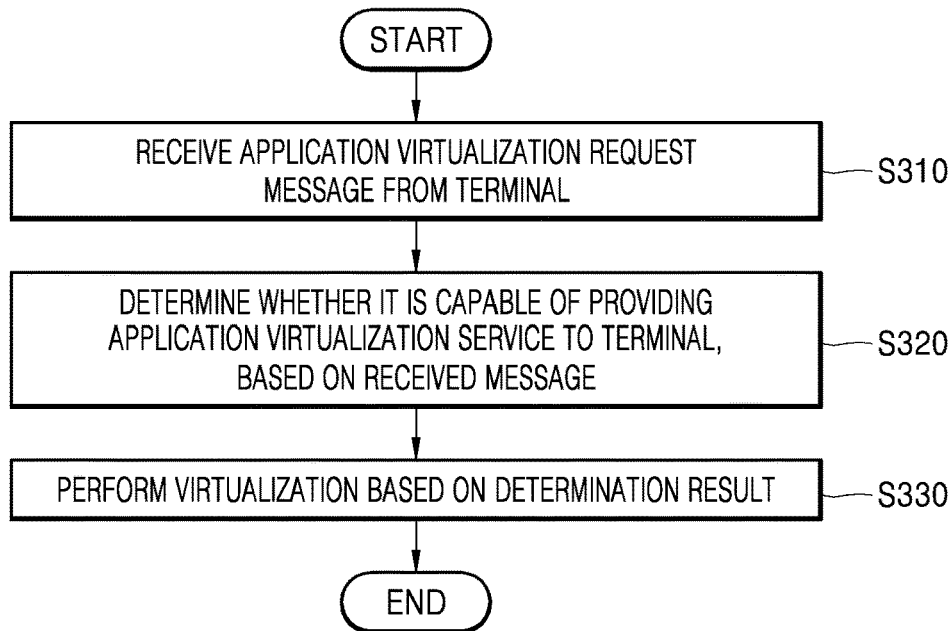 START
RECEIVE APPLICATION VIRTUALIZATION REQUEST
MESSAGE FROM TERMINAL
S310
DETERMINE WHETHER IT IS CAPABLE OF PROVIDING
APPLICATION VIRTUALIZATION SERVICE TO TERMINAL,
BASED ON RECEIVED MESSAGE
S320
PERFORM VIRTUALIZATION BASED ON DETERMINATION RESULT
S330
END